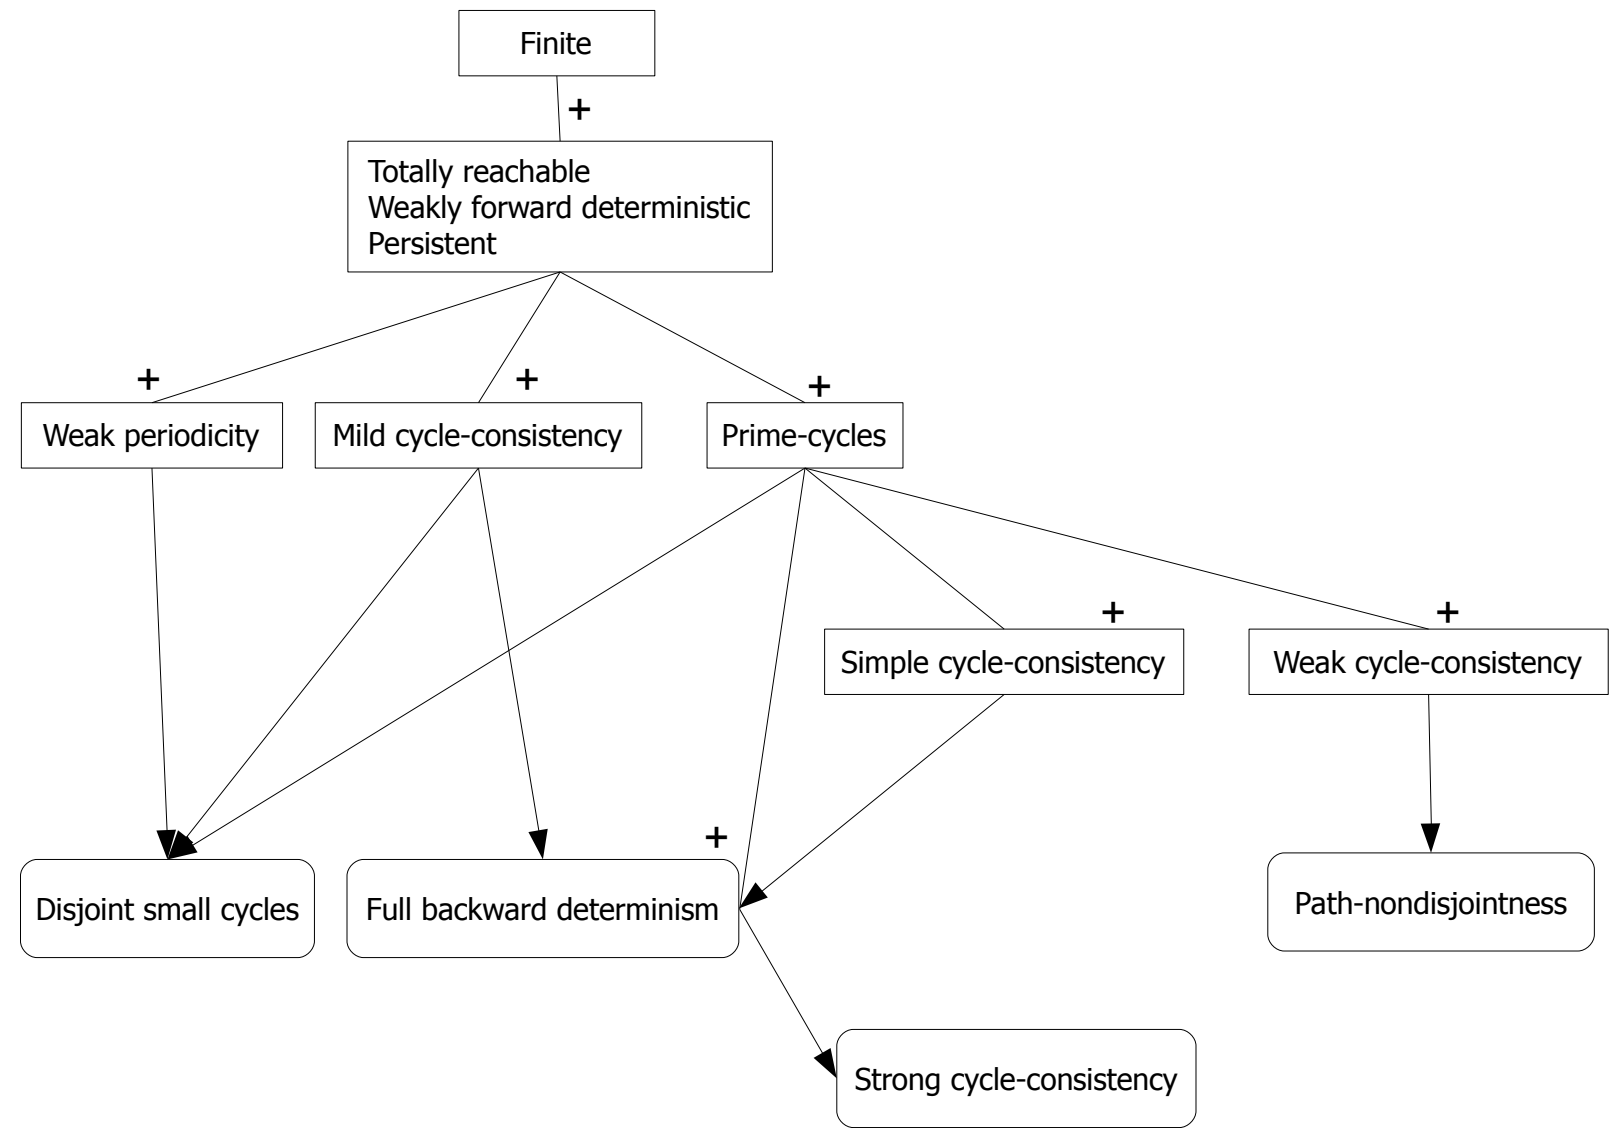 Finite
+
Totally reachable
Weakly forward deterministic
Persistent
+
+
+
Weak periodicity
Mild cycle-consistency
Prime-cycles
+
+
Simple cycle-consistency
Weak cycle-consistency
+
Disjoint small cycles
Full backward determinism
Path-nondisjointness
Strong cycle-consistency